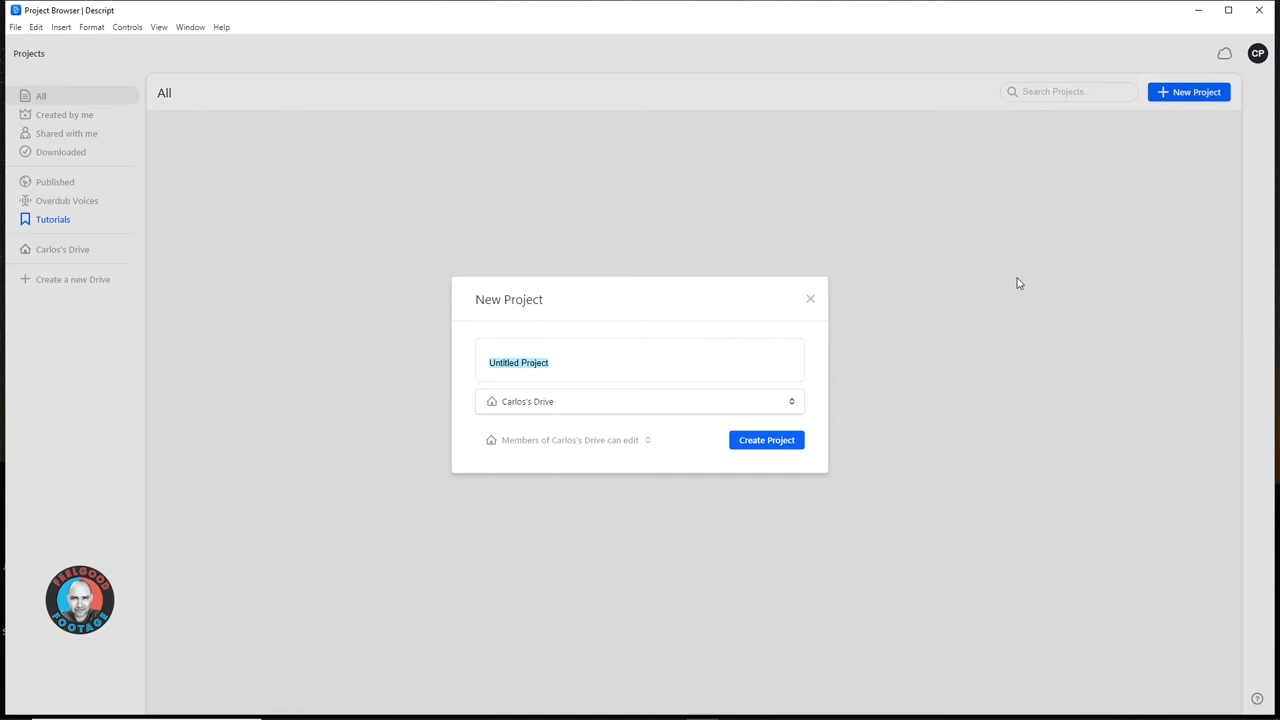 Project Browser | Descript
File Edit Insert Format Controls View Window Help
Projects
CP
All
Created by me
Shared with me
Downloaded
Published
Overdub Voices
Tutorials
Carlos's Drive
Create a new Drive
All
Search Projects...
New Project
New Project
Untitled Project
Carlos's Drive
Members of Carlos's Drive can edit
Create Project
FEELGOOD
FOOTAGE